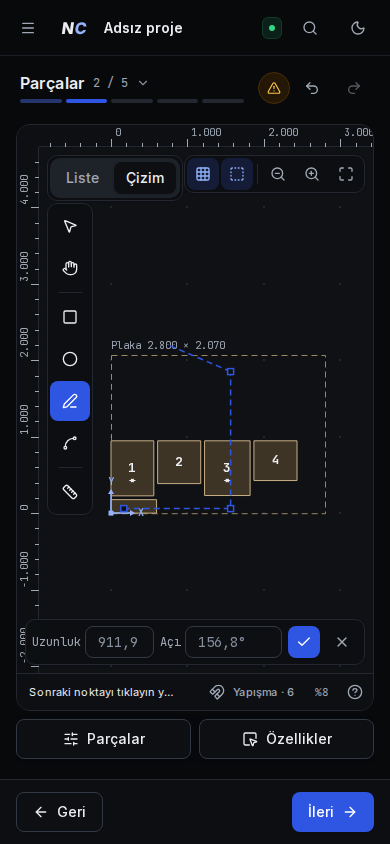 NC Adsız proje
Parçalar 2 / 5
0 1.000 2.000 3.000
Liste Çizim
4.000
3.000
2.000
1.000
0
-1.000
-2.000
Plaka 2.800 × 2.070
1 2 3 4
Y
X
Uzunluk 911,9 Açı 156,8°
Sonraki noktayı tıklayın y... Yapışma · 6 %8
Parçalar Özellikler
Geri İleri